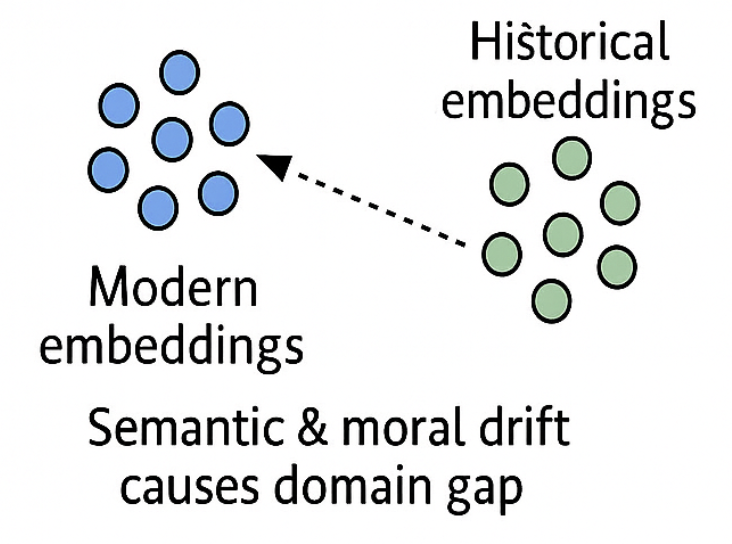 Historical
embeddings
Modern
embeddings
Semantic & moral drift
causes domain gap